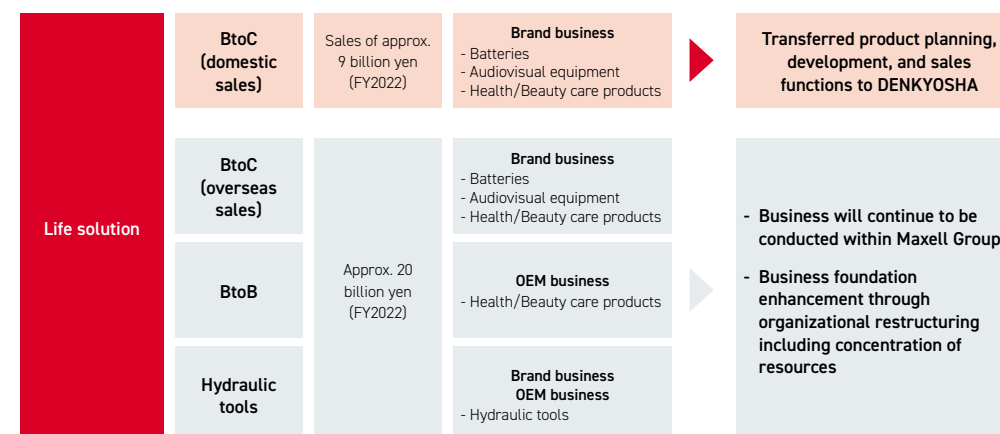 Life solution
BtoC
(domestic
sales)
Sales of approx.
9 billion yen
(FY2022)
Brand business
- Batteries
- Audiovisual equipment
- Health/Beauty care products
Transferred product planning,
development, and sales
functions to DENKYOSHA
BtoC
(overseas
sales)
Brand business
- Batteries
- Audiovisual equipment
- Health/Beauty care products
BtoB
Approx. 20
billion yen
(FY2022)
OEM business
- Health/Beauty care products
Hydraulic
tools
Brand business
OEM business
- Hydraulic tools
- Business will continue to be
conducted within Maxell Group
- Business foundation
enhancement through
organizational restructuring
including concentration of
resources